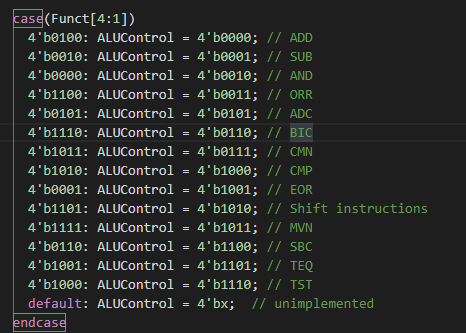 case(Funct[4:1])
4'b0100: ALUControl = 4'b0000; // ADD
4'b0010: ALUControl = 4'b0001; // SUB
4'b0000: ALUControl = 4'b0010; // AND
4'b1100: ALUControl = 4'b0011; // ORR
4'b0101: ALUControl = 4'b0101; // ADC
4'b1110: ALUControl = 4'b0110; // BIC
4'b1011: ALUControl = 4'b0111; // CMN
4'b1010: ALUControl = 4'b1000; // CMP
4'b0001: ALUControl = 4'b1001; // EOR
4'b1101: ALUControl = 4'b1010; // Shift instructions
4'b1111: ALUControl = 4'b1011; // MVN
4'b0110: ALUControl = 4'b1100; // SBC
4'b1001: ALUControl = 4'b1101; // TEQ
4'b1000: ALUControl = 4'b1110; // TST
default: ALUControl = 4'bx;  // unimplemented
endcase